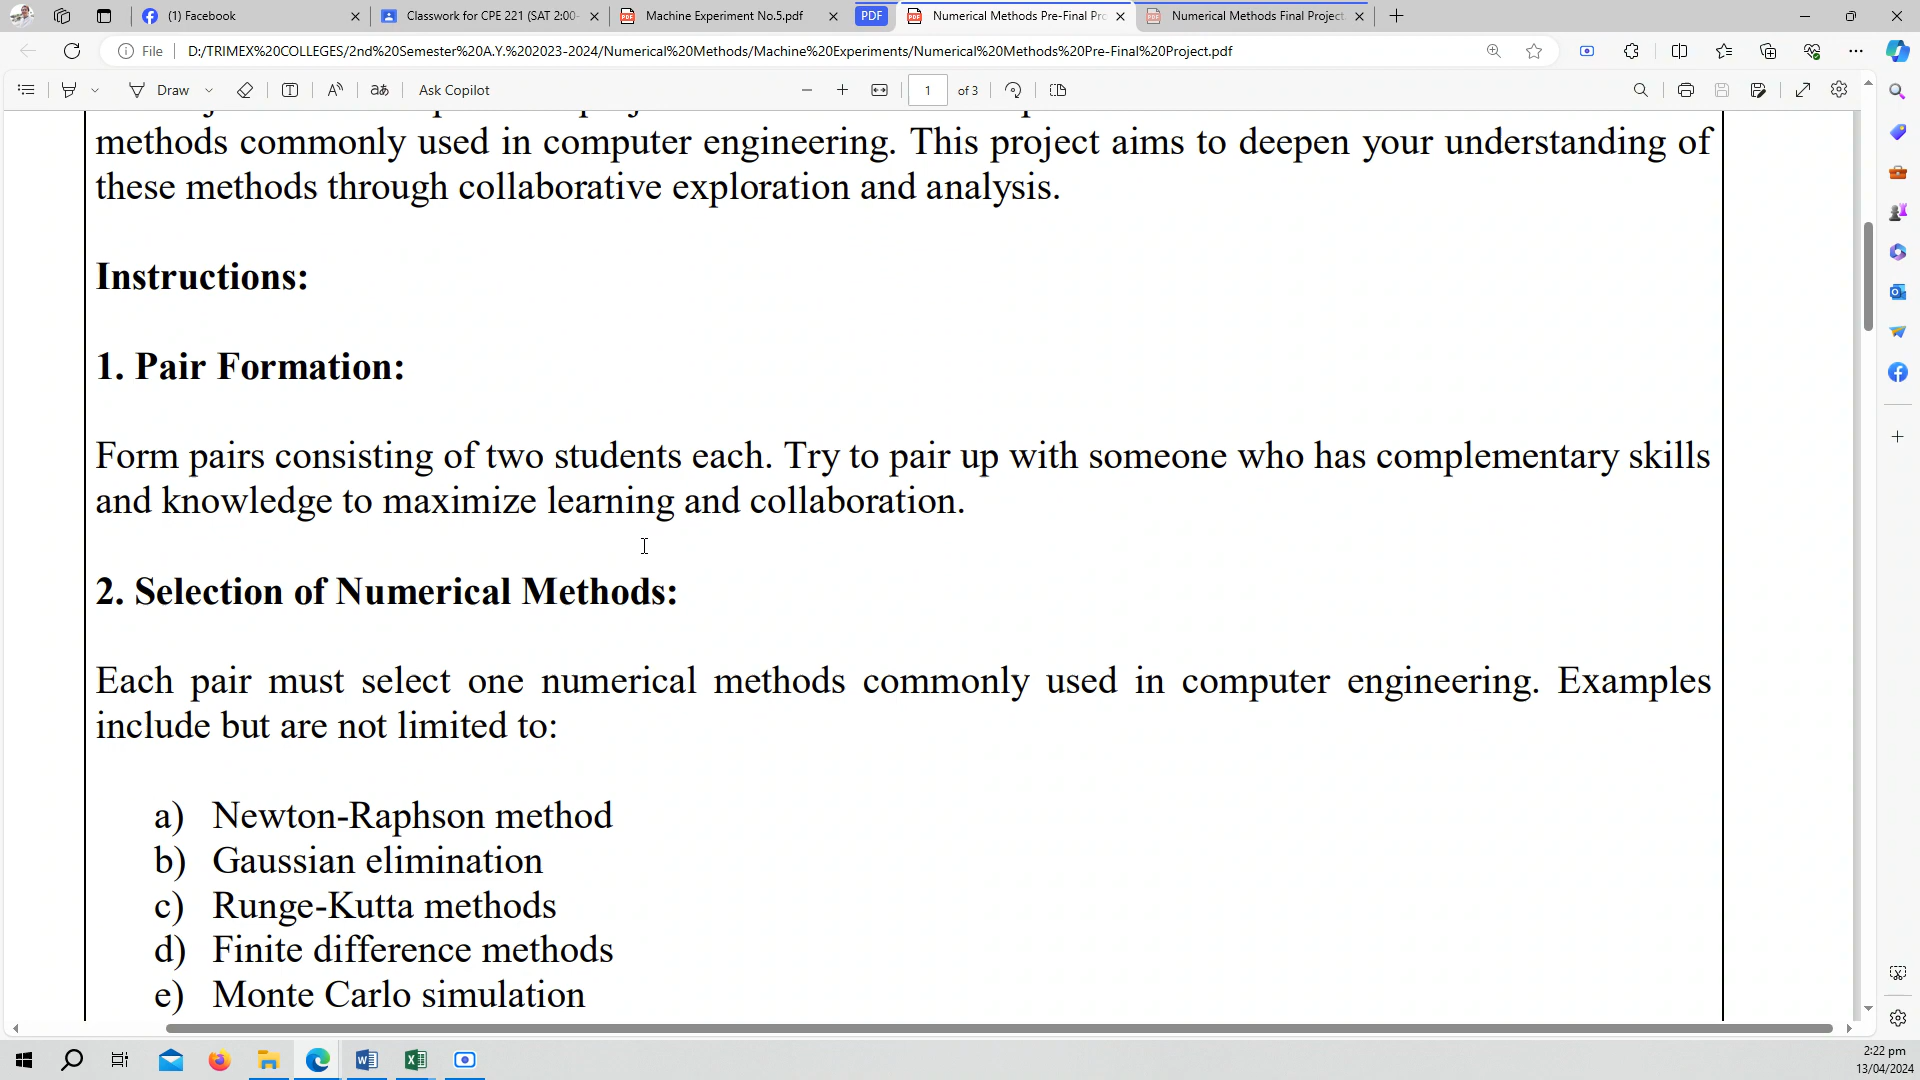 (1) Facebook
Classwork for CPE 221 (SAT 2:00-
Machine Experiment No.5.pdf
PDF
Numerical Methods Pre-Final Pro
Numerical Methods Final Project
File
D:/TRIMEX%20COLLEGES/2nd%20Semester%20A.Y.%202023-2024/Numerical%20Methods/Machine%20Experiments/Numerical%20Methods%20Pre-Final%20Project.pdf
Draw
Ask Copilot
1 of 3
methods commonly used in computer engineering. This project aims to deepen your understanding of
these methods through collaborative exploration and analysis.
Instructions:
1. Pair Formation:
Form pairs consisting of two students each. Try to pair up with someone who has complementary skills
and knowledge to maximize learning and collaboration.
2. Selection of Numerical Methods:
Each pair must select one numerical methods commonly used in computer engineering. Examples
include but are not limited to:
a) Newton-Raphson method
b) Gaussian elimination
c) Runge-Kutta methods
d) Finite difference methods
e) Monte Carlo simulation
2:22 pm
13/04/2024